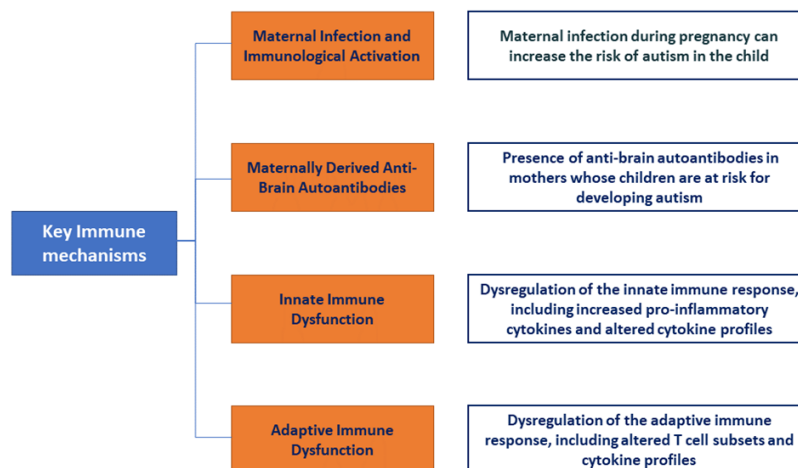 Maternal Infection and
Immunological Activation
Maternal infection during pregnancy can
increase the risk of autism in the child
Maternally Derived Anti-
Brain Autoantibodies
Presence of anti-brain autoantibodies in
mothers whose children are at risk for
developing autism
Key Immune
mechanisms
Innate Immune
Dysfunction
Dysregulation of the innate immune response,
including increased pro-inflammatory
cytokines and altered cytokine profiles
Adaptive Immune
Dysfunction
Dysregulation of the adaptive immune
response, including altered T cell subsets and
cytokine profiles